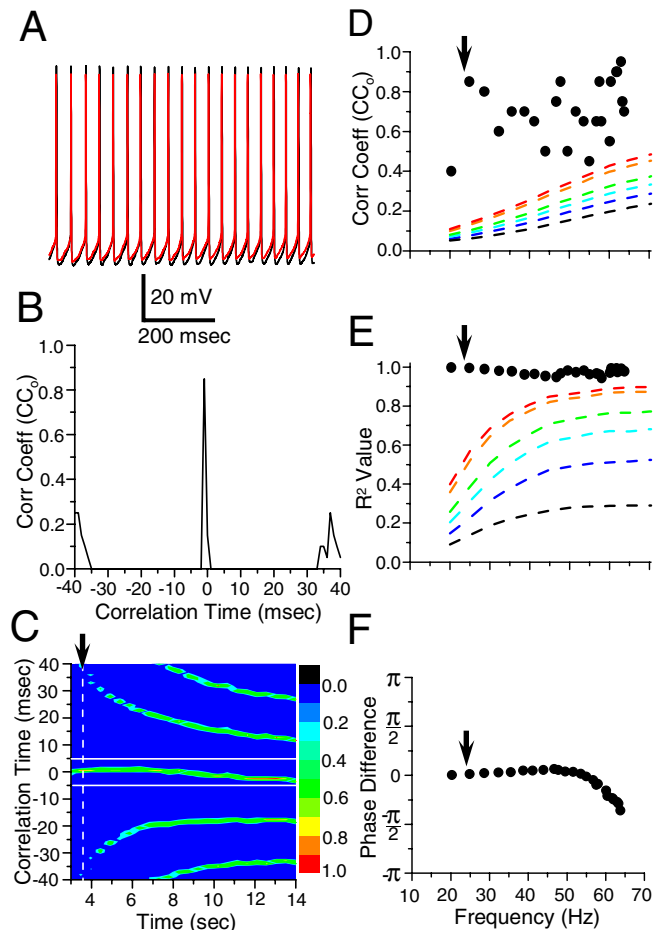 A
20 mV
200 msec
B
Corr Coeff (CCo)
1.0
0.8
0.6
0.4
0.2
0.0
-40 -30 -20 -10 0 10 20 30 40
Correlation Time (msec)
C
Correlation Time (msec)
40
30
20
10
0
-10
-20
-30
-40
4 6 8 10 12 14
Time (sec)
0.0
0.2
0.4
0.6
0.8
1.0
D
Corr Coeff (CCo)
1.0
0.8
0.6
0.4
0.2
0.0
E
R² Value
1.0
0.8
0.6
0.4
0.2
0.0
F
Phase Difference
π
π/2
0
-π/2
-π
10 20 30 40 50 60 70
Frequency (Hz)